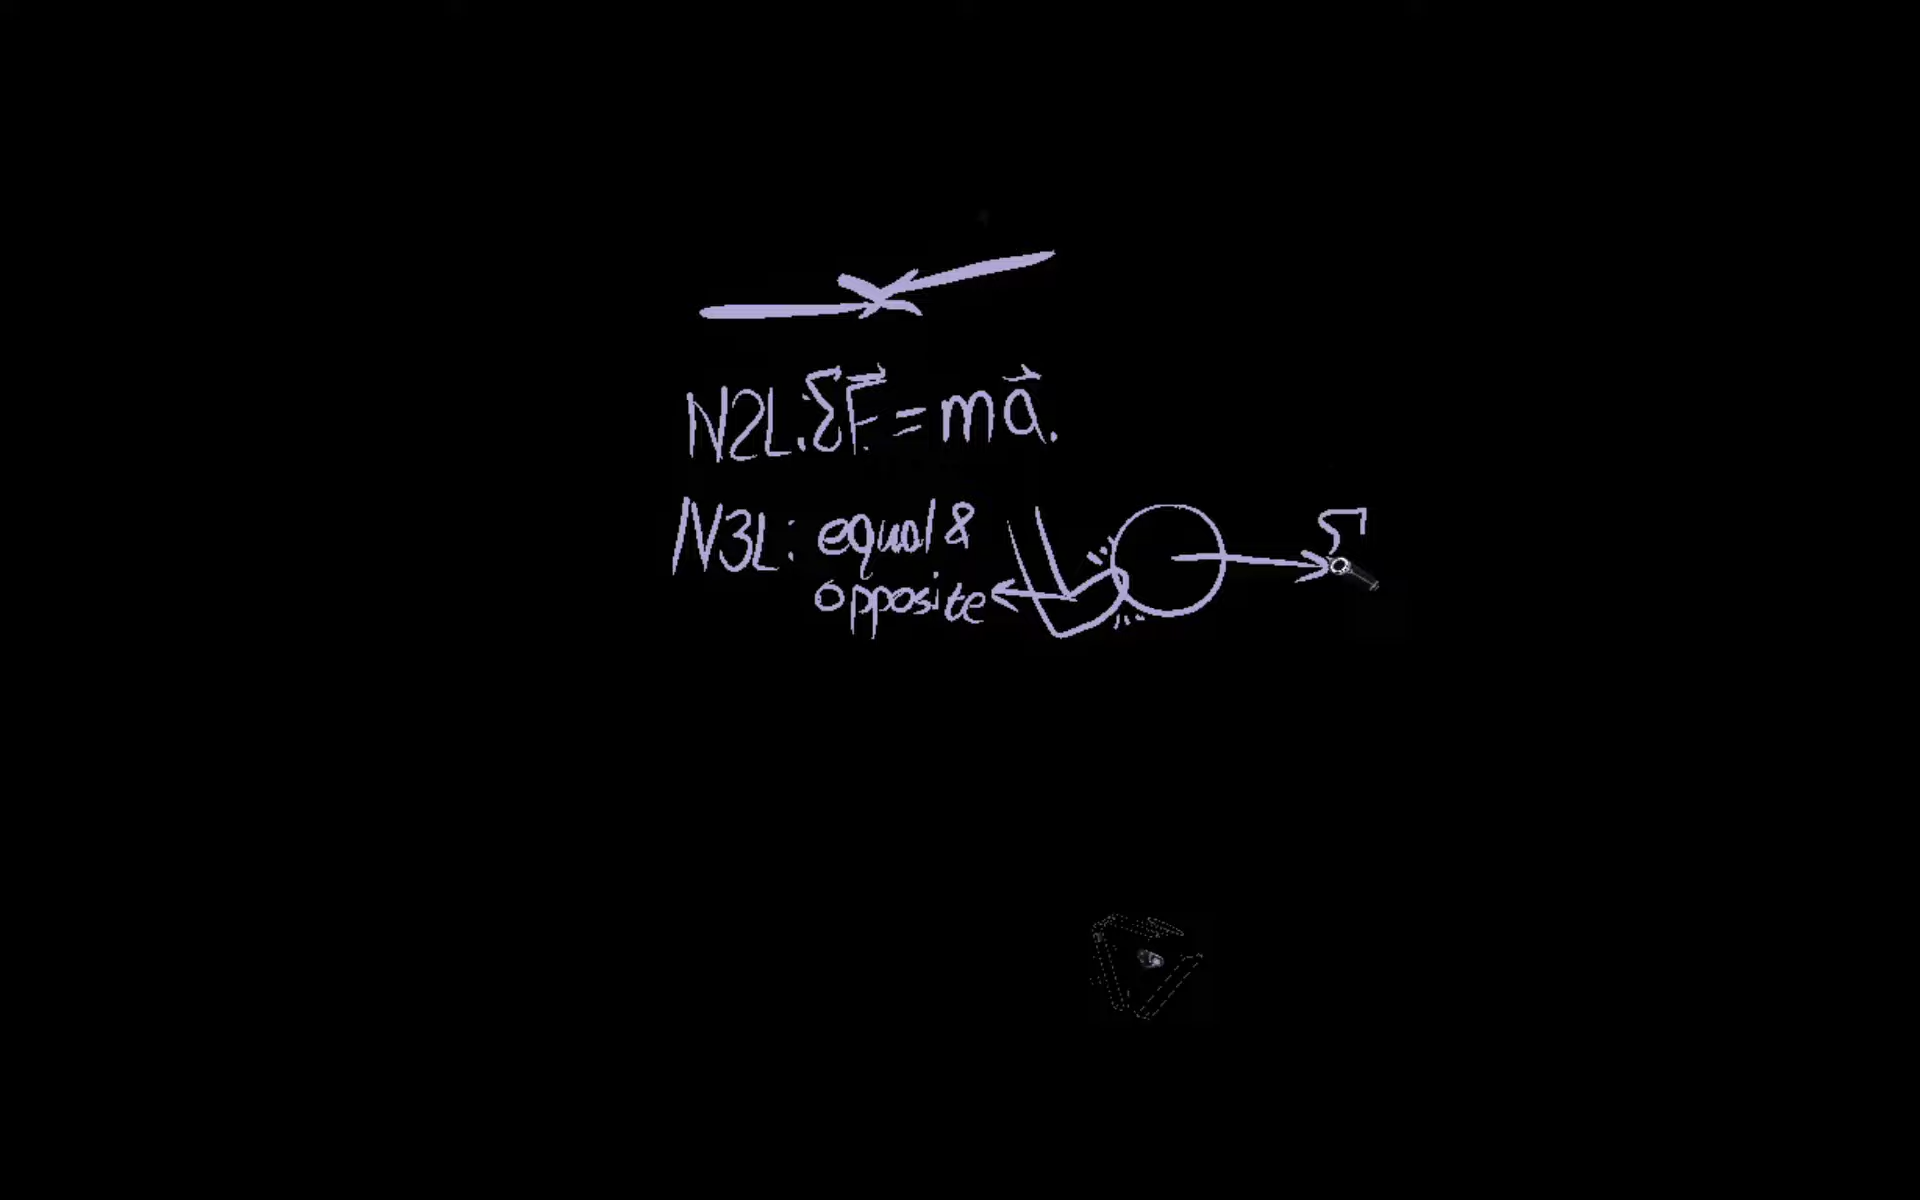 N2L: ΣF⃗ = ma⃗.
N3L: equal &
opposite